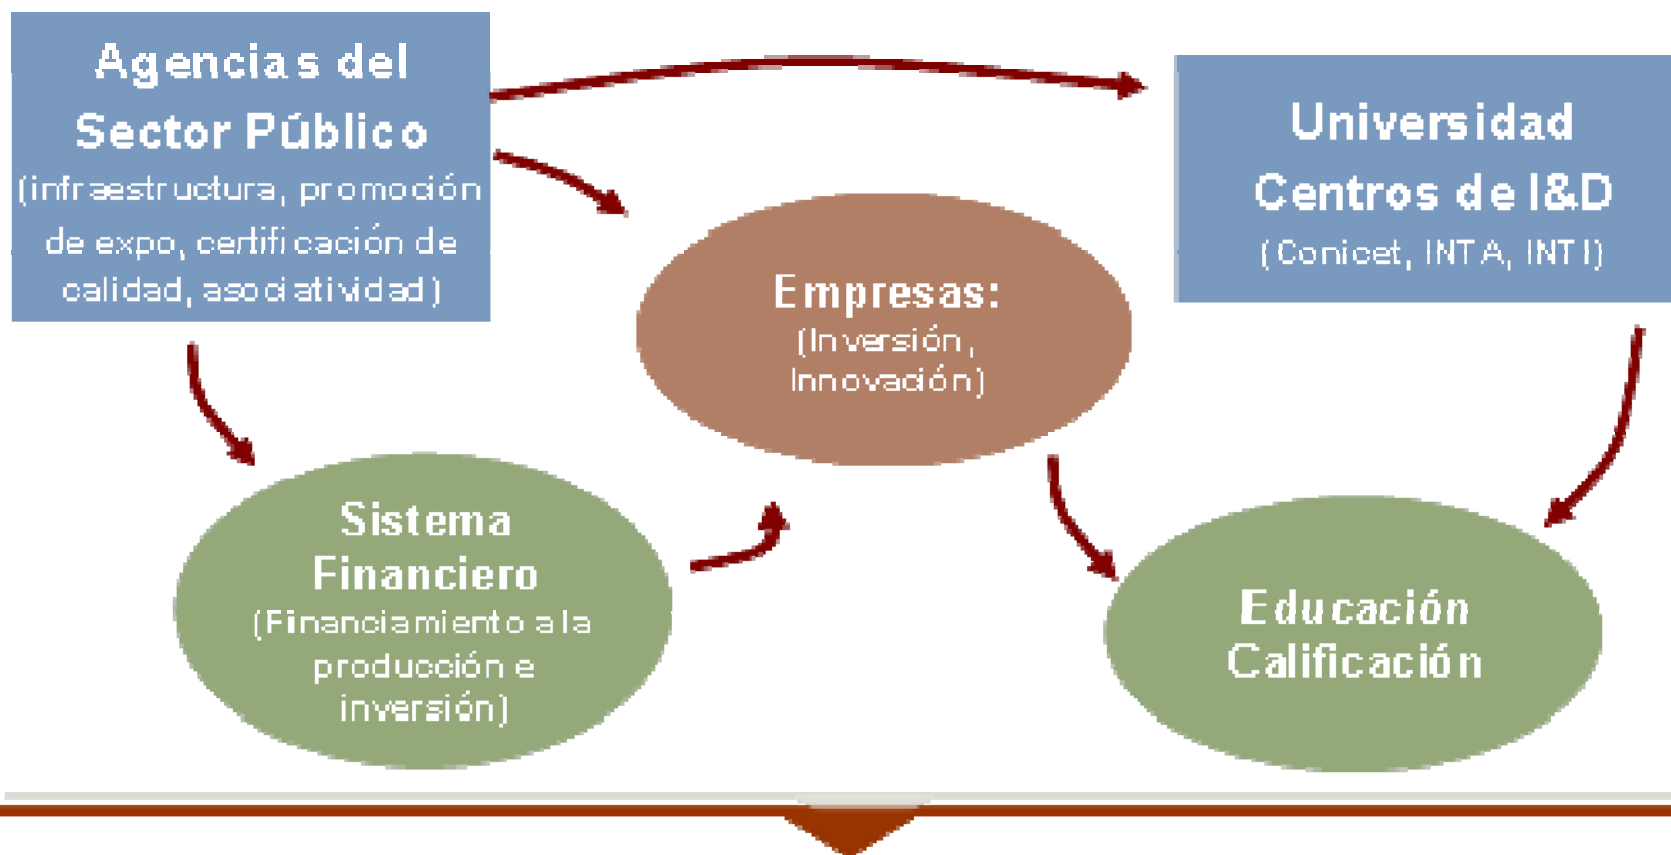 Agencias del
Sector Público
(infraestructura, promoción
de expo, certificación de
calidad, asociatividad)
Universidad
Centros de I&D
(Conicet, INTA, INTI)
Empresas:
(Inversión,
Innovación)
Sistema
Financiero
(Financiamiento a la
producción e
inversión)
Educación
Calificación